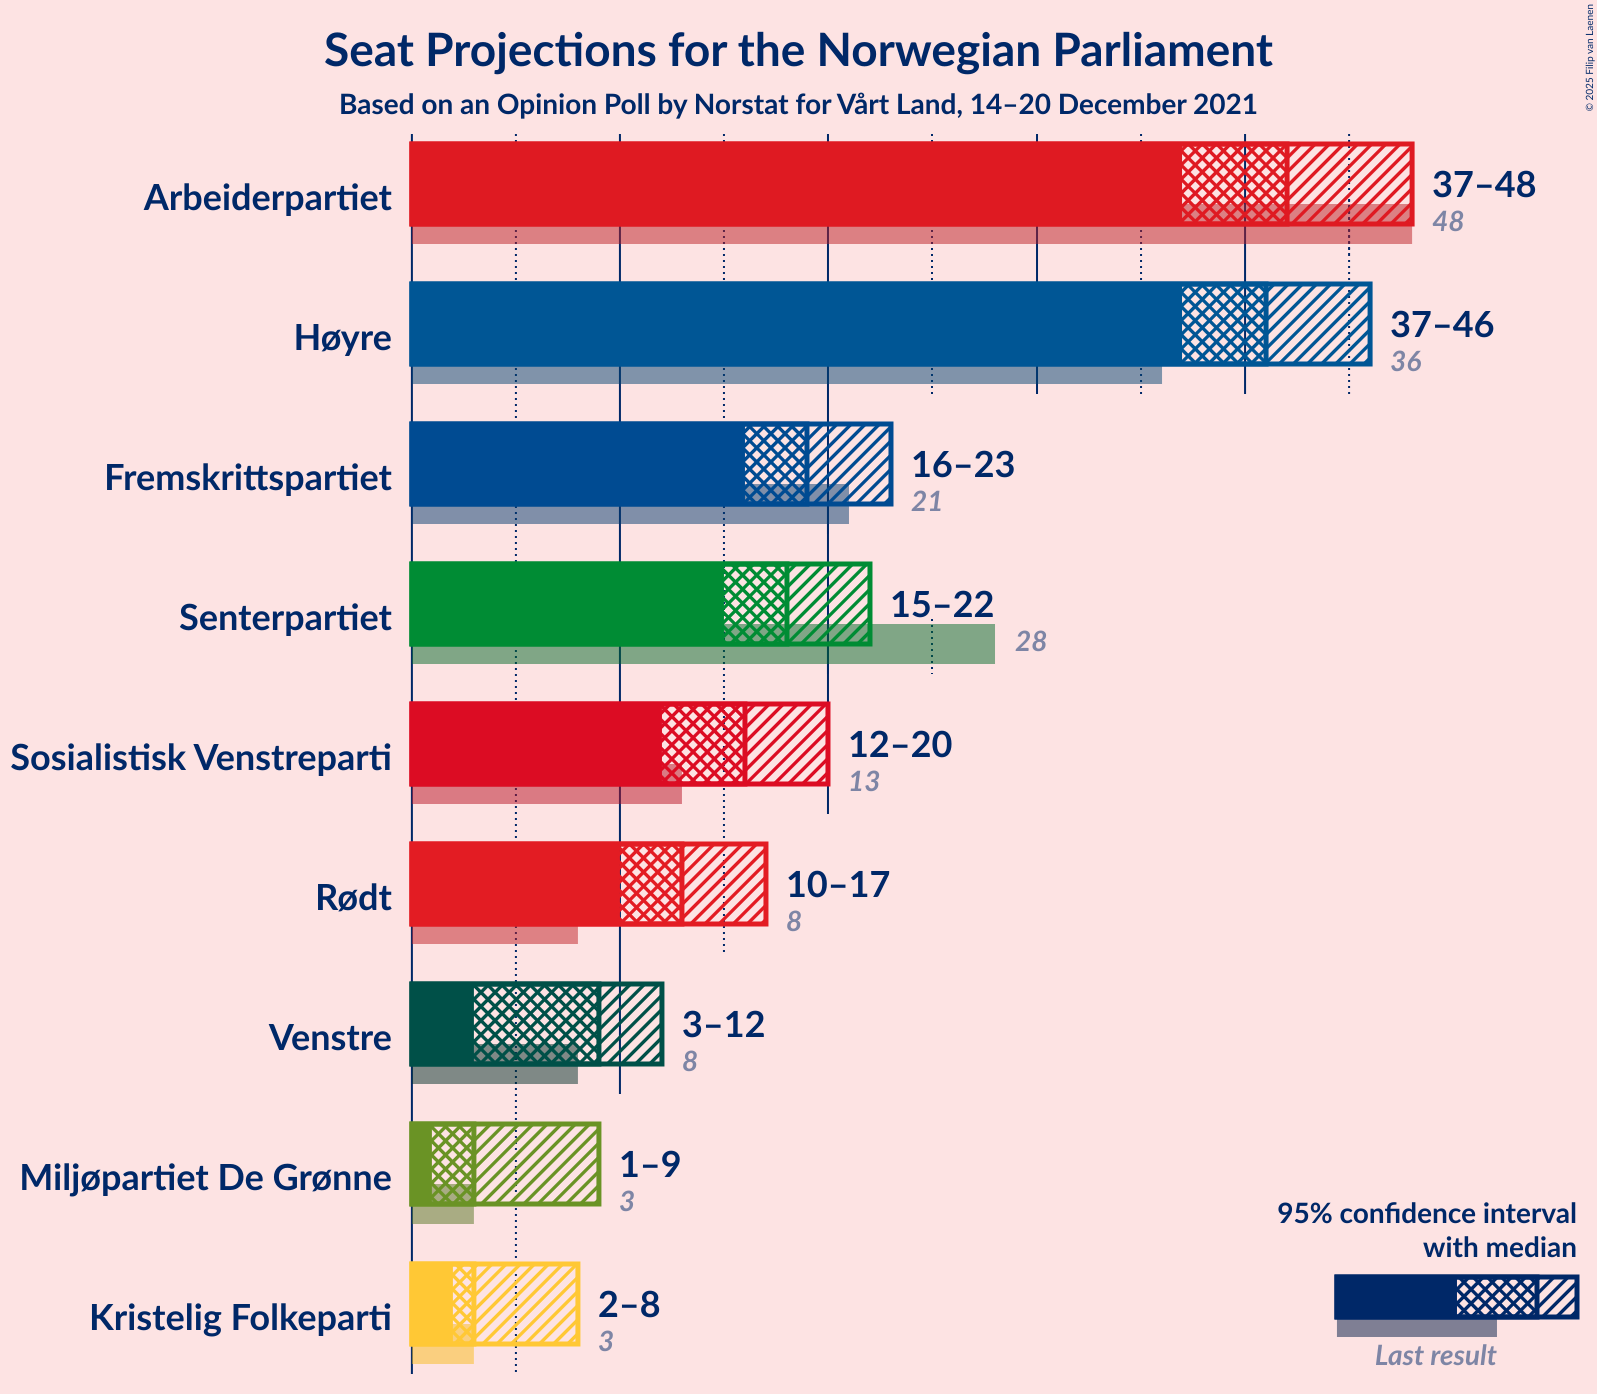 Seat Projections for the Norwegian Parliament
Based on an Opinion Poll by Norstat for Vårt Land, 14–20 December 2021
© 2025 Filip van Laenen
Arbeiderpartiet
37–48
48
Høyre
37–46
36
Fremskrittspartiet
16–23
21
Senterpartiet
15–22
28
Sosialistisk Venstreparti
12–20
13
Rødt
10–17
8
Venstre
3–12
8
Miljøpartiet De Grønne
1–9
3
Kristelig Folkeparti
2–8
3
95% confidence interval
with median
Last result